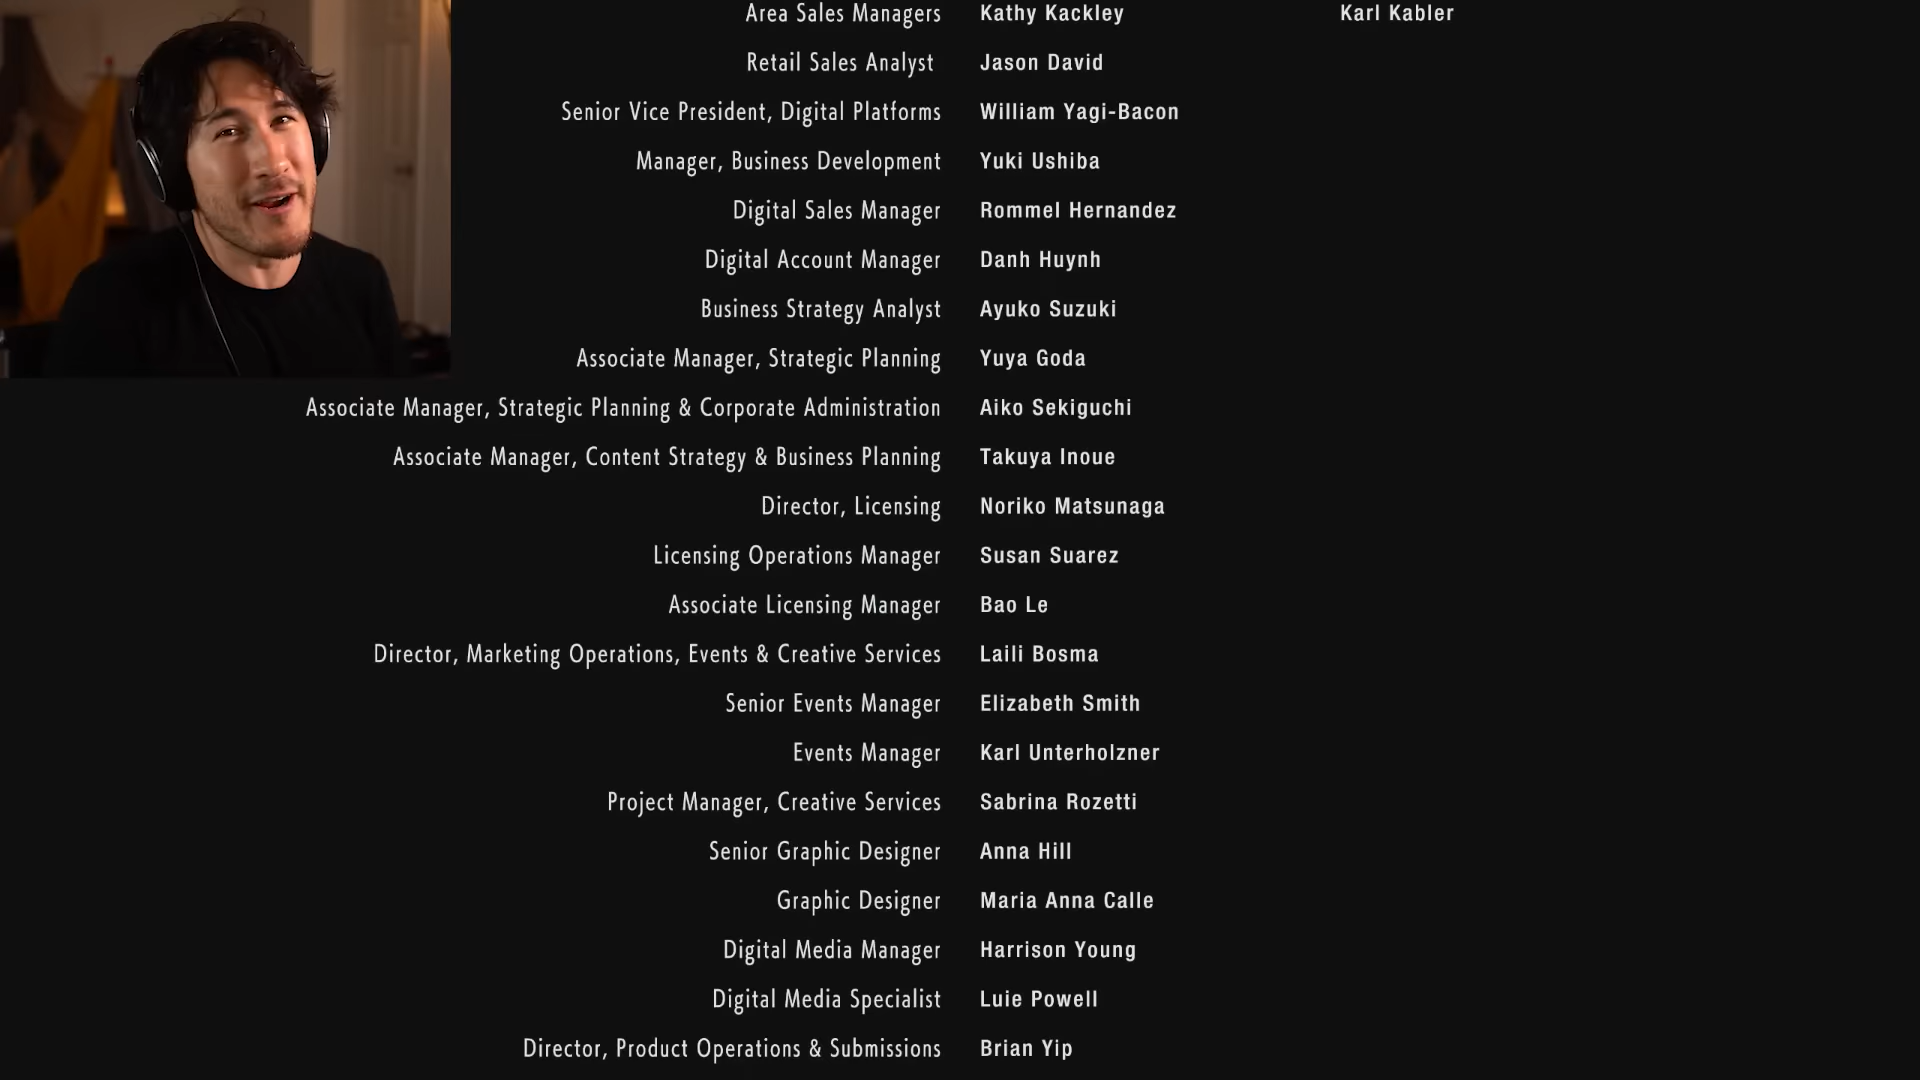 Area Sales Managers Kathy Kackley Karl Kabler
Retail Sales Analyst Jason David
Senior Vice President, Digital Platforms William Yagi-Bacon
Manager, Business Development Yuki Ushiba
Digital Sales Manager Rommel Hernandez
Digital Account Manager Danh Huynh
Business Strategy Analyst Ayuko Suzuki
Associate Manager, Strategic Planning Yuya Goda
Associate Manager, Strategic Planning & Corporate Administration Aiko Sekiguchi
Associate Manager, Content Strategy & Business Planning Takuya Inoue
Director, Licensing Noriko Matsunaga
Licensing Operations Manager Susan Suarez
Associate Licensing Manager Bao Le
Director, Marketing Operations, Events & Creative Services Laili Bosma
Senior Events Manager Elizabeth Smith
Events Manager Karl Unterholzner
Project Manager, Creative Services Sabrina Rozetti
Senior Graphic Designer Anna Hill
Graphic Designer Maria Anna Calle
Digital Media Manager Harrison Young
Digital Media Specialist Luie Powell
Director, Product Operations & Submissions Brian Yip